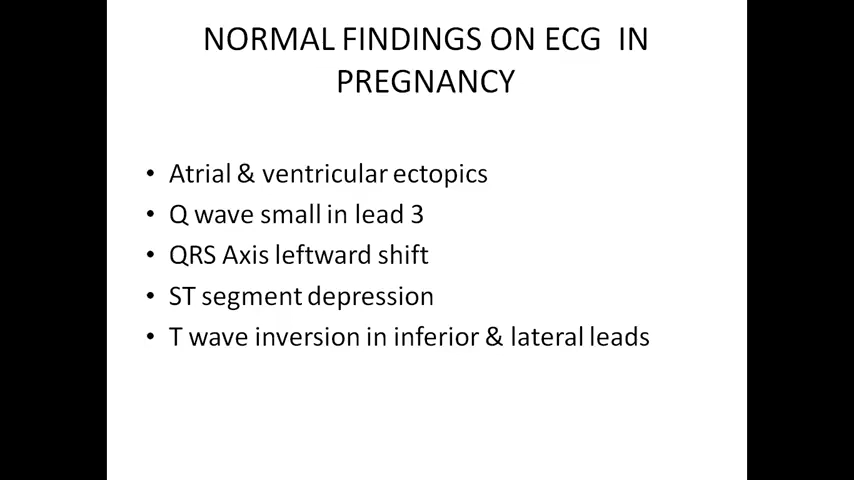 NORMAL FINDINGS ON ECG IN
PREGNANCY
• Atrial & ventricular ectopics
• Q wave small in lead 3
• QRS Axis leftward shift
• ST segment depression
• T wave inversion in inferior & lateral leads